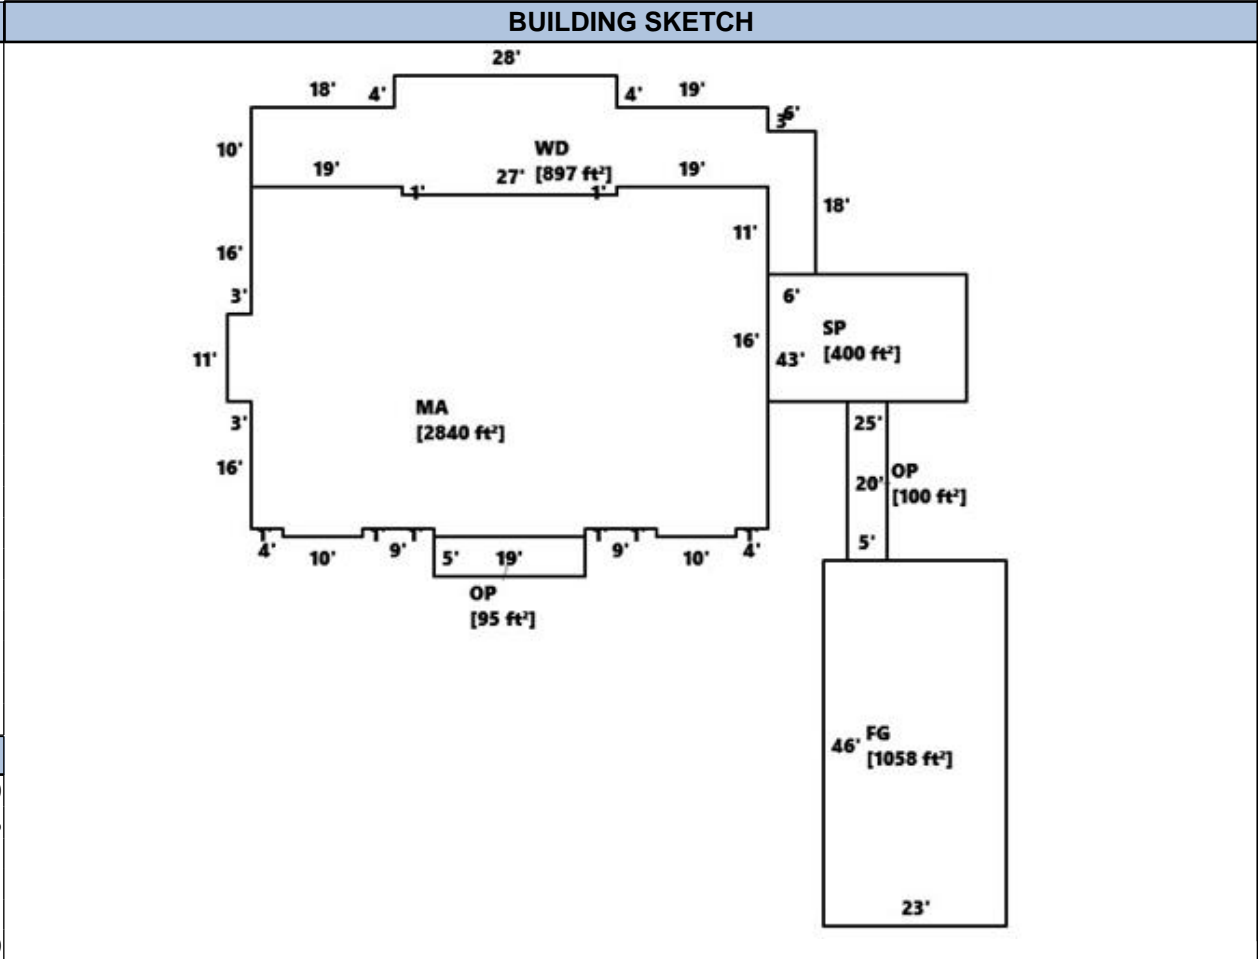 BUILDING SKETCH
28'
18'
4'
4'
19'
3'
6'
10'
WD
[897 ft²]
19'
27'
19'
1'
1'
18'
16'
11'
3'
6'
11'
16'
SP
[400 ft²]
43'
MA
[2840 ft²]
3'
25'
16'
20'
OP
[100 ft²]
4'
10'
9'
5'
19'
9'
10'
4'
5'
OP
[95 ft²]
46'
FG
[1058 ft²]
23'